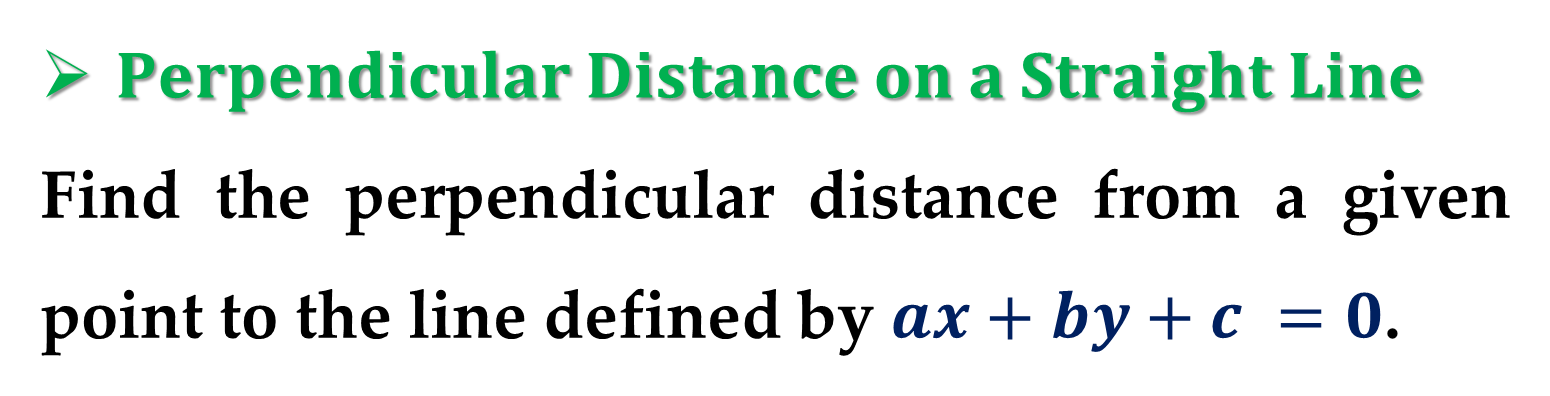 ➢ Perpendicular Distance on a Straight Line
Find the perpendicular distance from a given
point to the line defined by ax + by + c = 0.